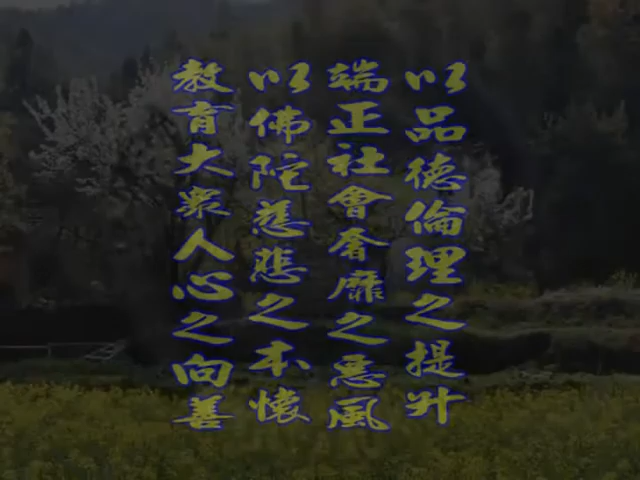 以品德倫理之提升
端正社會奢靡之惡風
以佛陀慈悲之本懷
教育大眾人心之向善